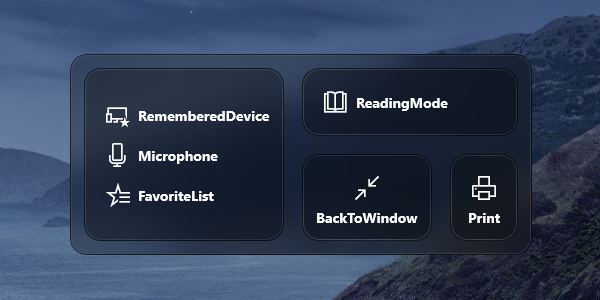 RememberedDevice
Microphone
FavoriteList
ReadingMode
BackToWindow
Print